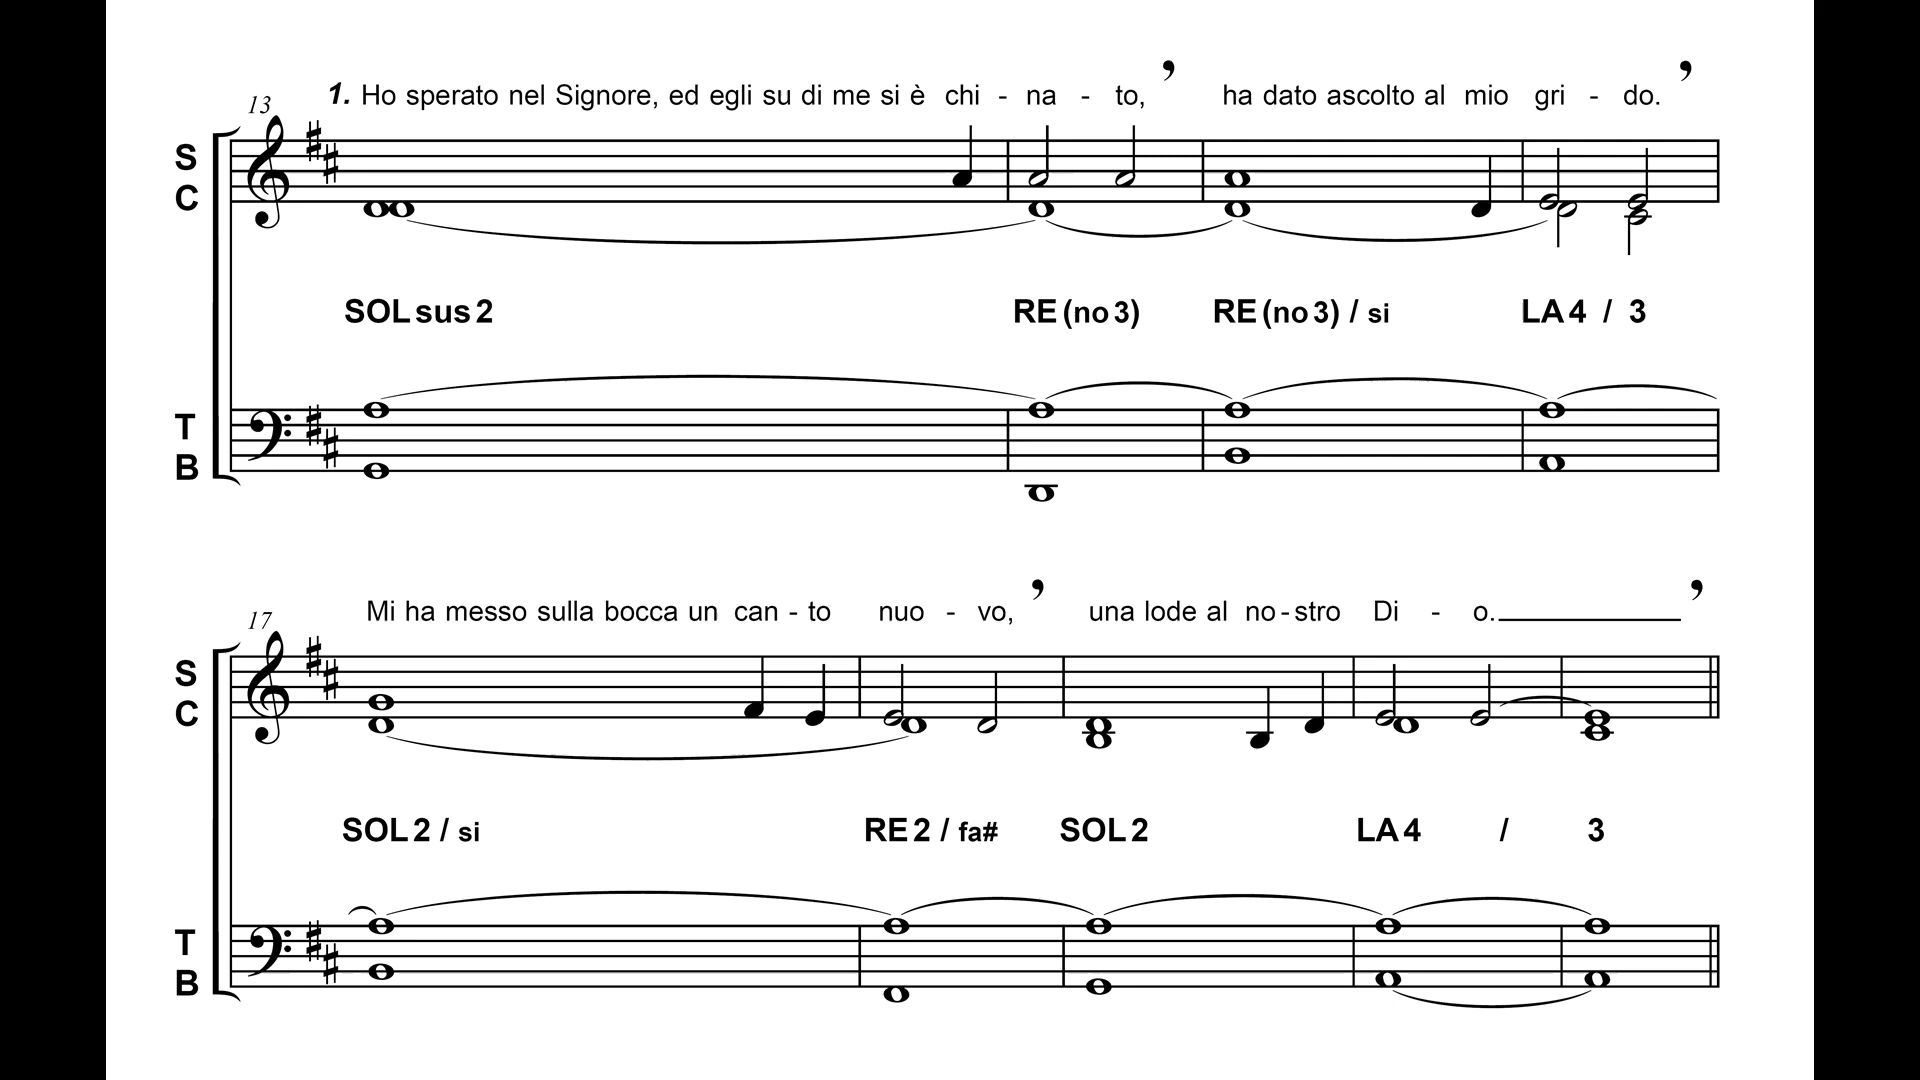 1. Ho sperato nel Signore, ed egli su di me si è chi - na - to, ha dato ascolto al mio gri - do.
13
S
C
SOL sus 2 RE (no 3) RE (no 3) / si LA 4 / 3
T
B
Mi ha messo sulla bocca un can - to nuo - vo, una lode al no - stro Di - o.
17
S
C
SOL 2 / si RE 2 / fa# SOL 2 LA 4 / 3
T
B